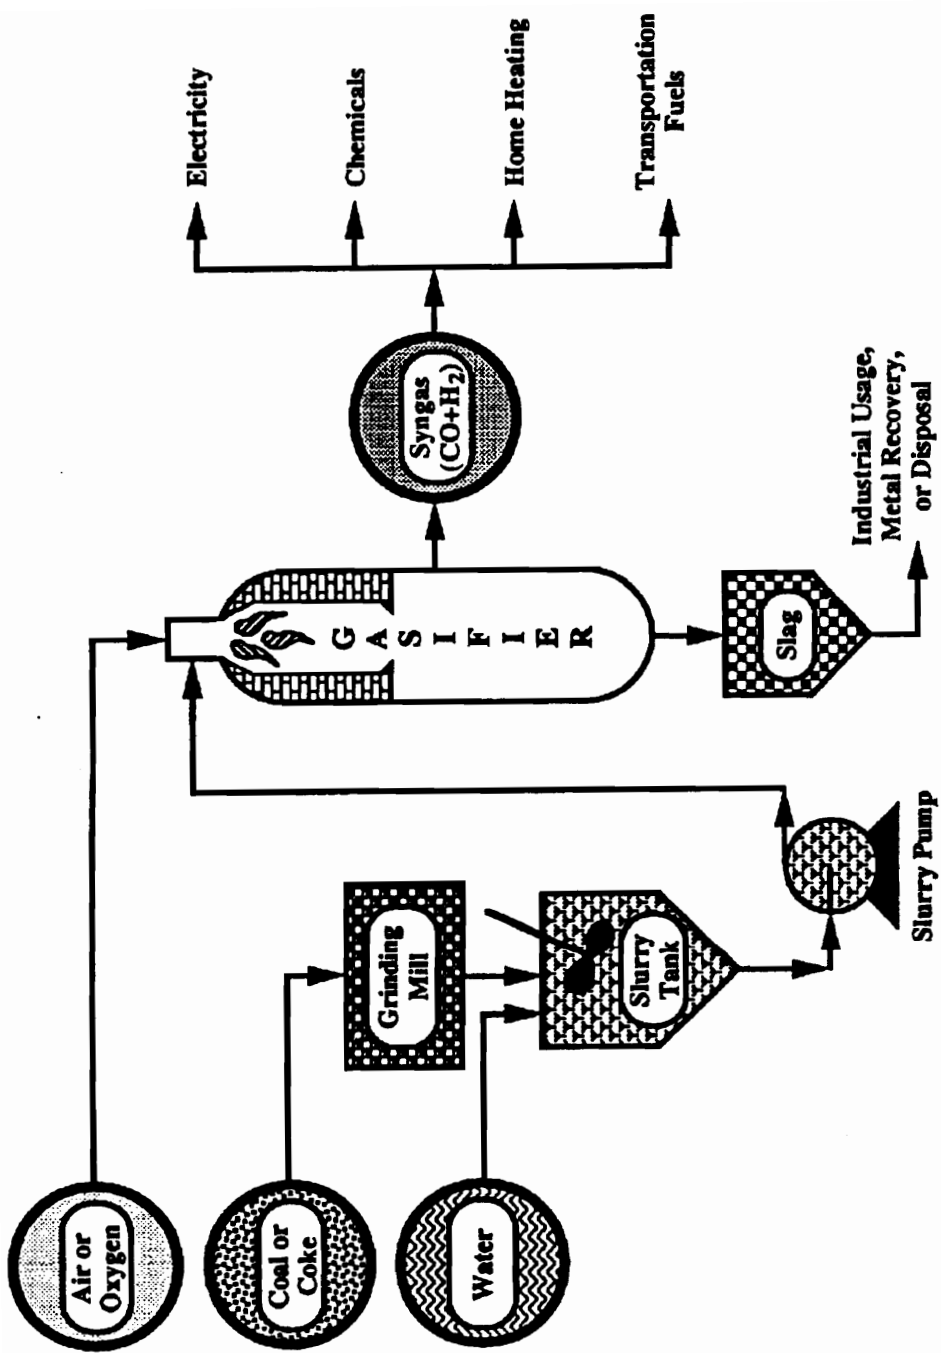 Air or
Oxygen
Coal or
Coke
Water
Grinding
Mill
Slurry
Tank
Slurry Pump
GASIFIER
Slag
Industrial Usage,
Metal Recovery,
or Disposal
Syngas
(CO+H₂)
Electricity
Chemicals
Home Heating
Transportation
Fuels